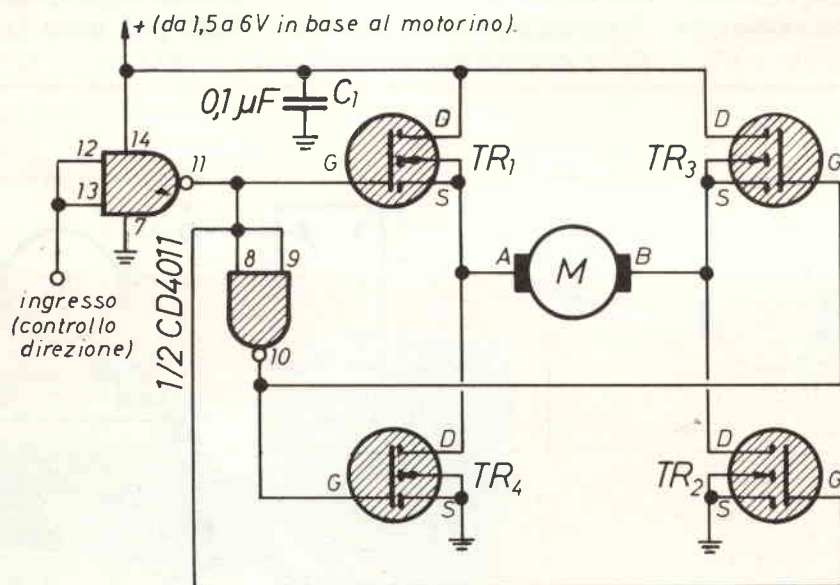 + (da 1,5 a 6V in base al motorino).
0,1 µF
C1
D
D
14
12
11
G
TR1
TR3
G
13
S
S
7
8
9
A
M
B
ingresso
(controllo
direzione)
1/2 CD4011
10
D
D
G
TR4
TR2
G
S
S